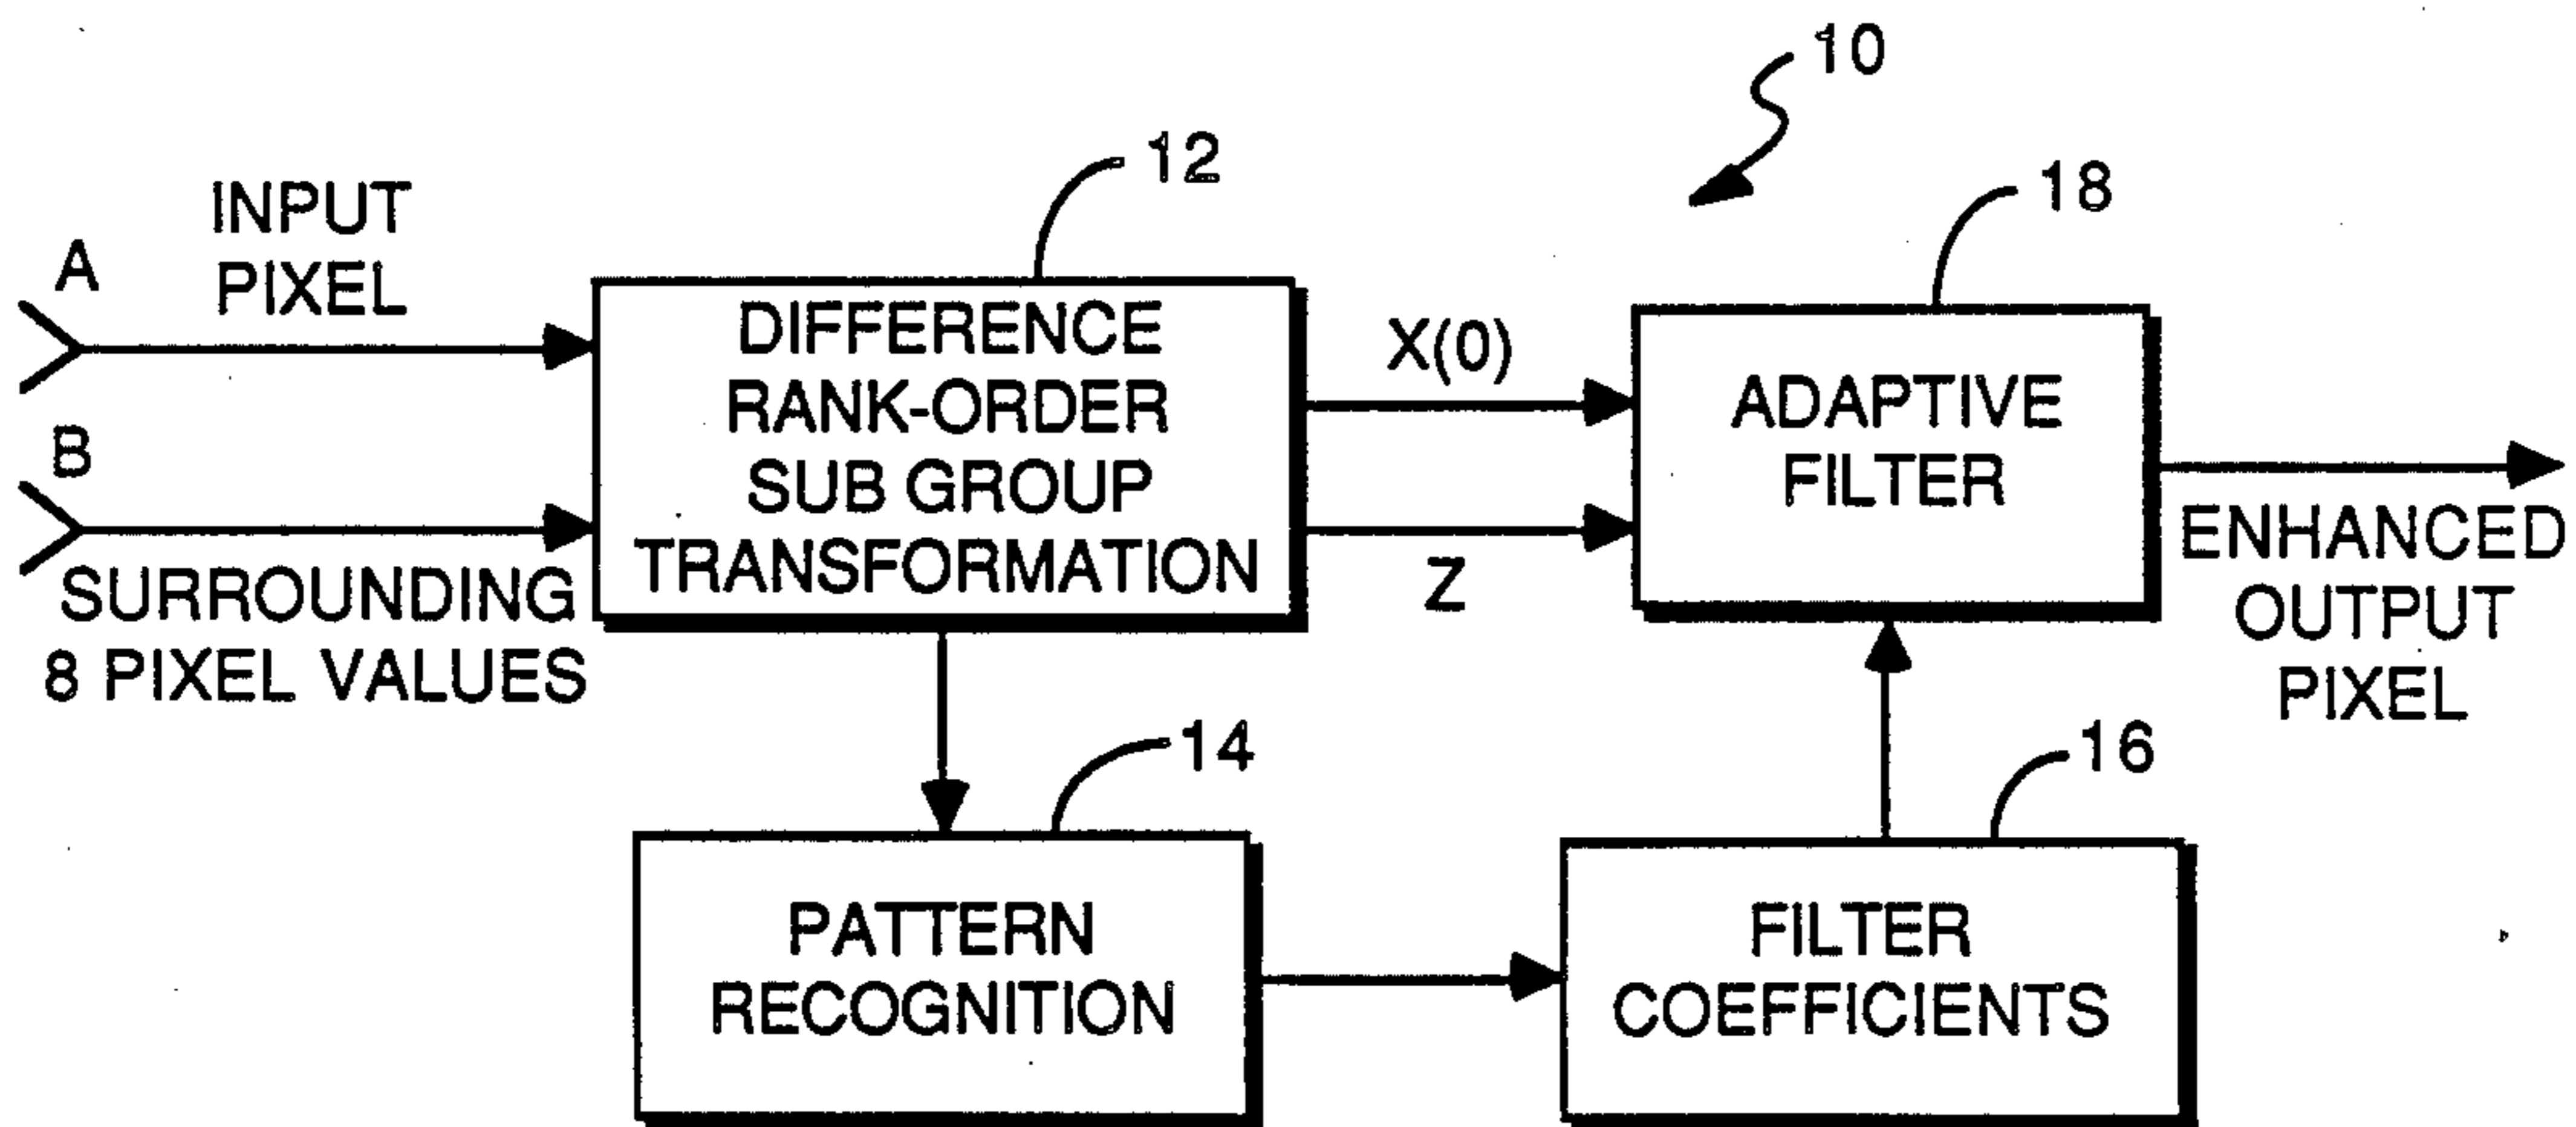 10
12
18
INPUT
PIXEL
A
B
SURROUNDING
8 PIXEL VALUES
DIFFERENCE
RANK-ORDER
SUB GROUP
TRANSFORMATION
X(0)
Z
ADAPTIVE
FILTER
ENHANCED
OUTPUT
PIXEL
14
16
PATTERN
RECOGNITION
FILTER
COEFFICIENTS